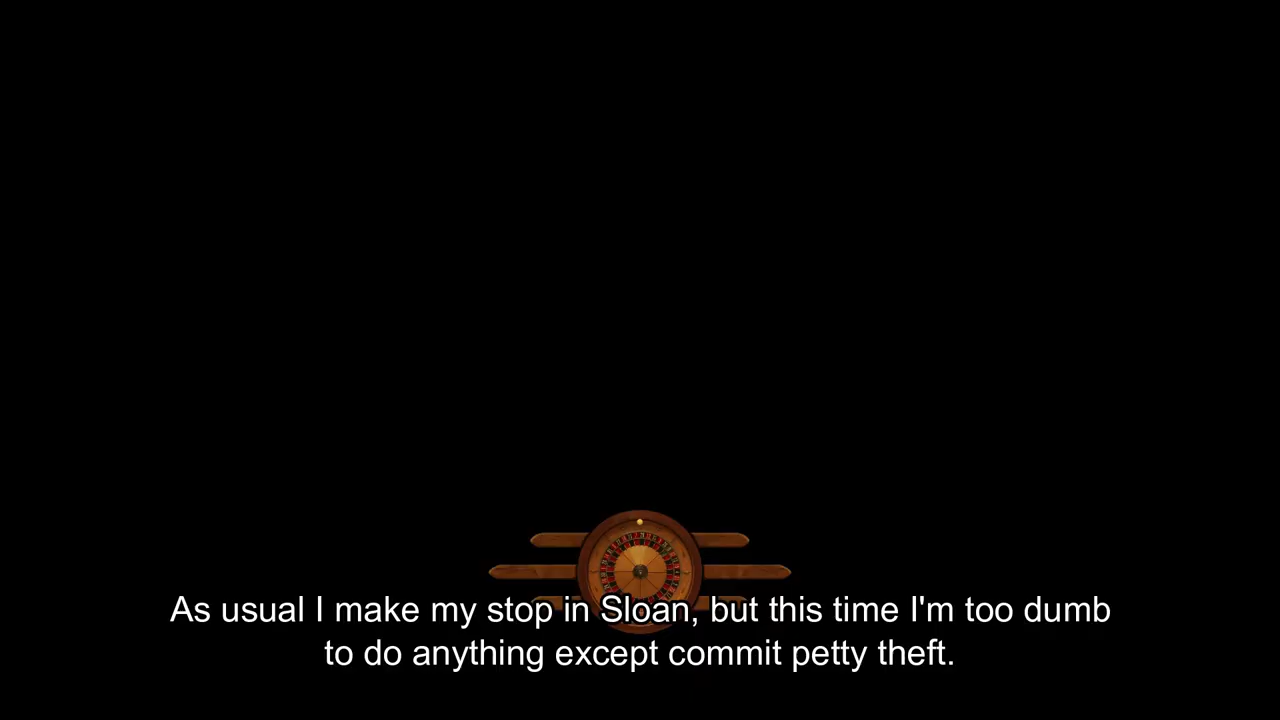 As usual I make my stop in Sloan, but this time I'm too dumb
to do anything except commit petty theft.